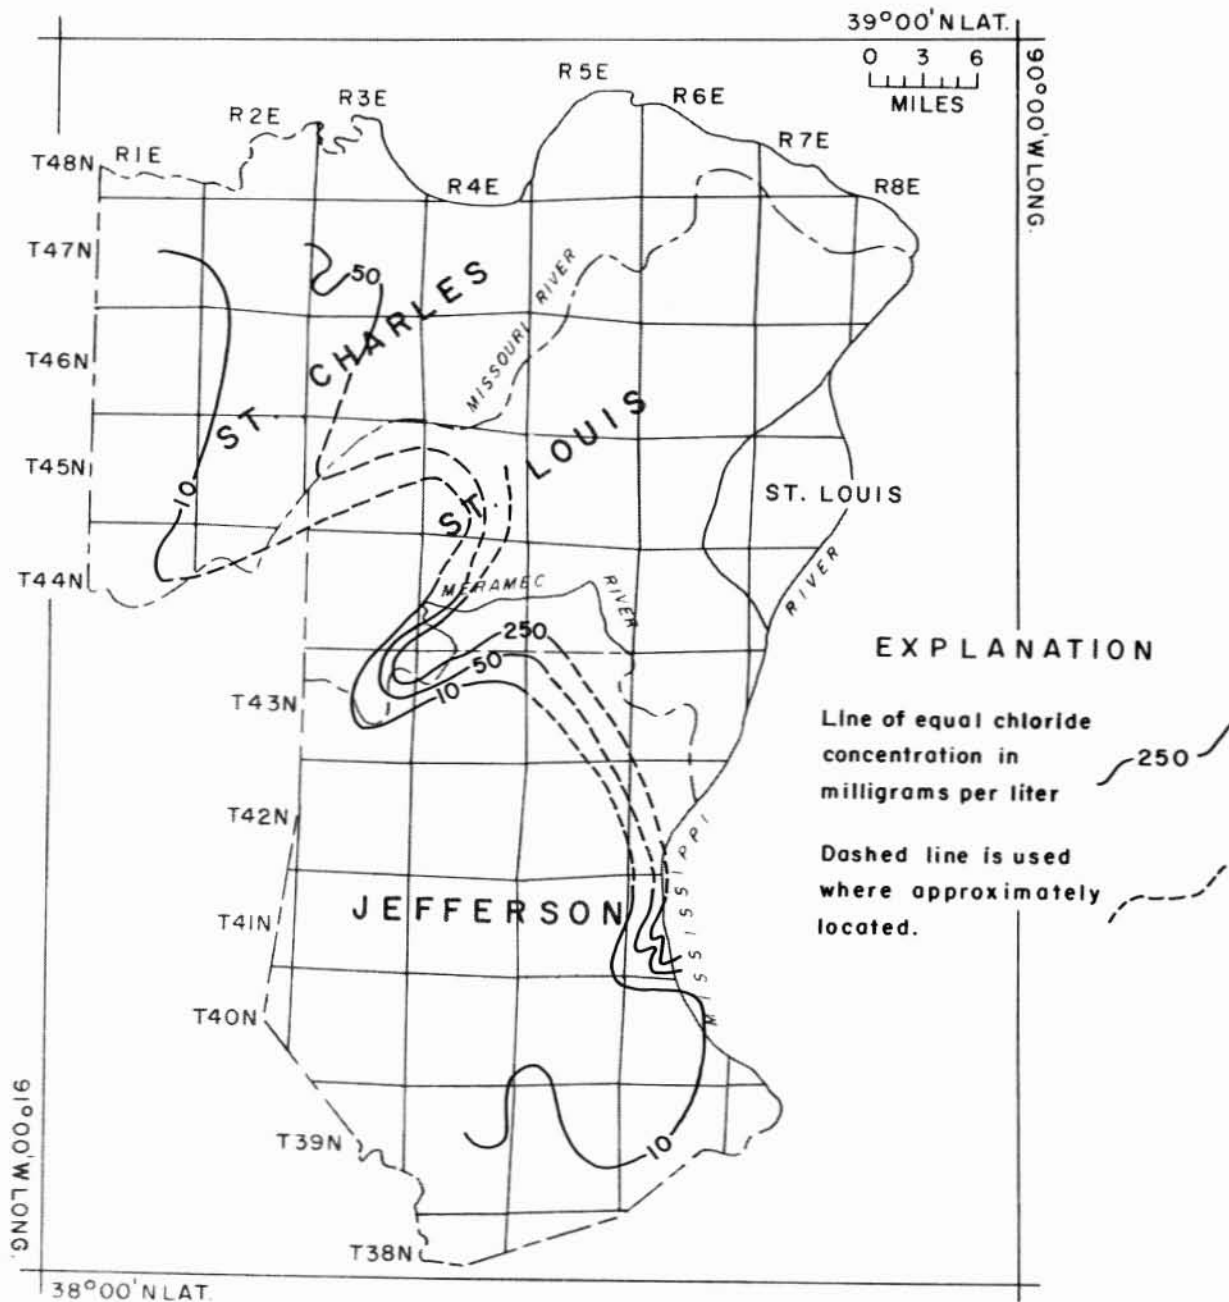 39°00' N LAT.
90°00' W LONG.
0 3 6
MILES
R5E
R6E
R3E
R2E
R7E
R1E
T48N
R4E
R8E
T47N
50
ST. CHARLES
MISSOURI RIVER
T46N
ST. LOUIS
T45N
10
ST. LOUIS
T44N
MERAMEC RIVER
RIVER
250
EXPLANATION
50
10
T43N
Line of equal chloride
concentration in
milligrams per liter
250
T42N
Dashed line is used
where approximately
located.
JEFFERSON
T41N
MISSISSIPPI
T40N
91°00' W LONG.
T39N
10
T38N
38°00' N LAT.